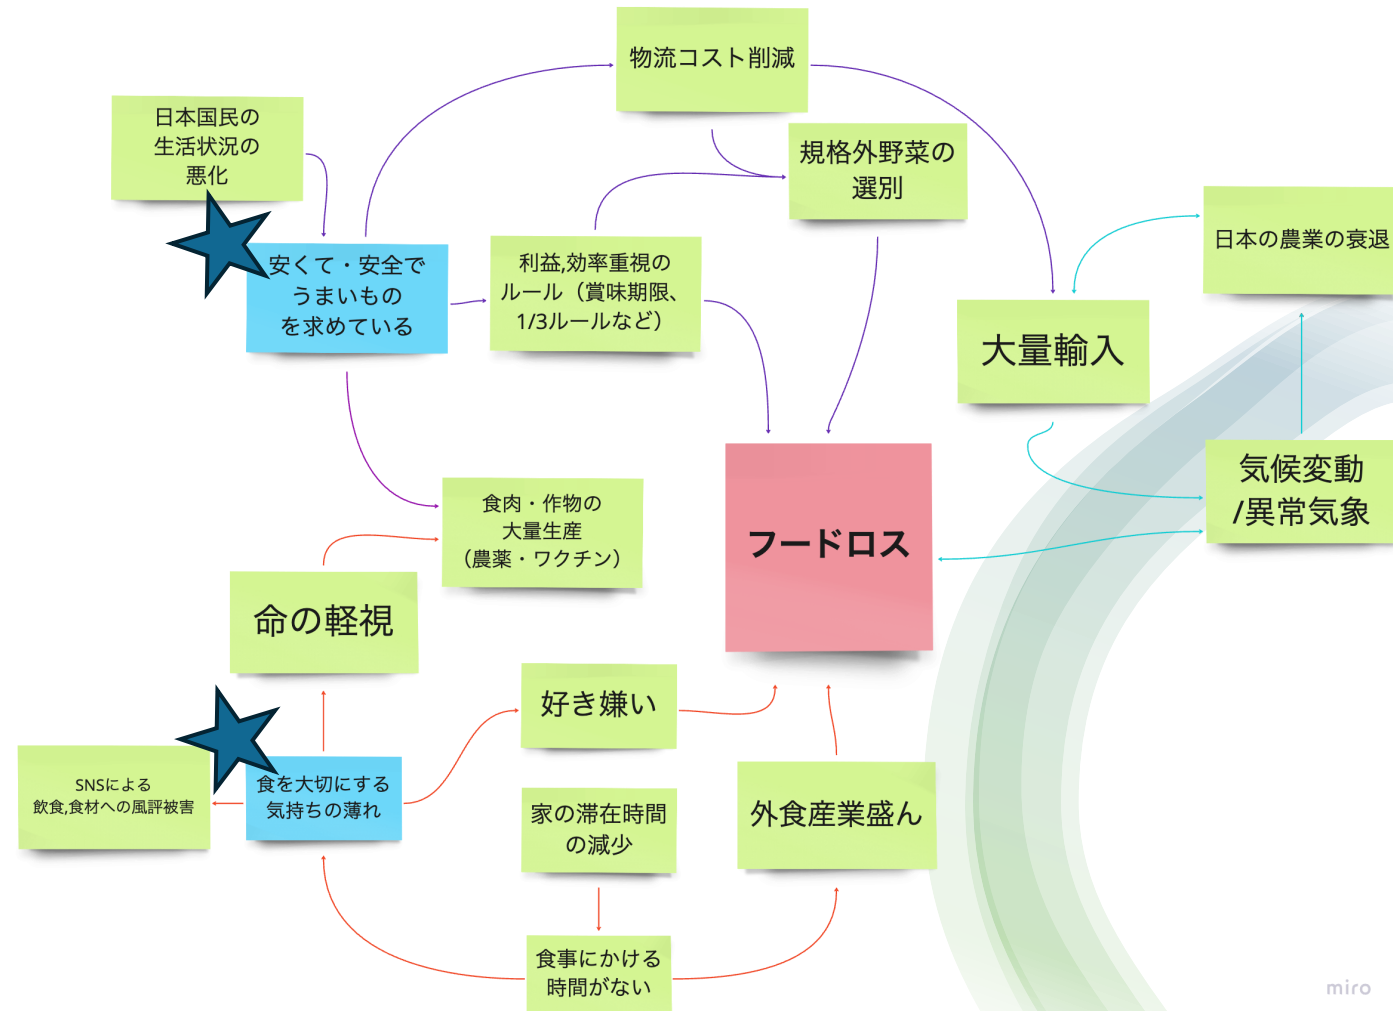 物流コスト削減
日本国民の
生活状況の
悪化
規格外野菜の
選別
日本の農業の衰退
安くて・安全で
うまいもの
を求めている
利益,効率重視の
ルール（賞味期限、
1/3ルールなど）
大量輸入
気候変動
/異常気象
食肉・作物の
大量生産
（農薬・ワクチン）
フードロス
命の軽視
好き嫌い
SNSによる
飲食,食材への風評被害
食を大切にする
気持ちの薄れ
家の滞在時間
の減少
外食産業盛ん
食事にかける
時間がない
miro